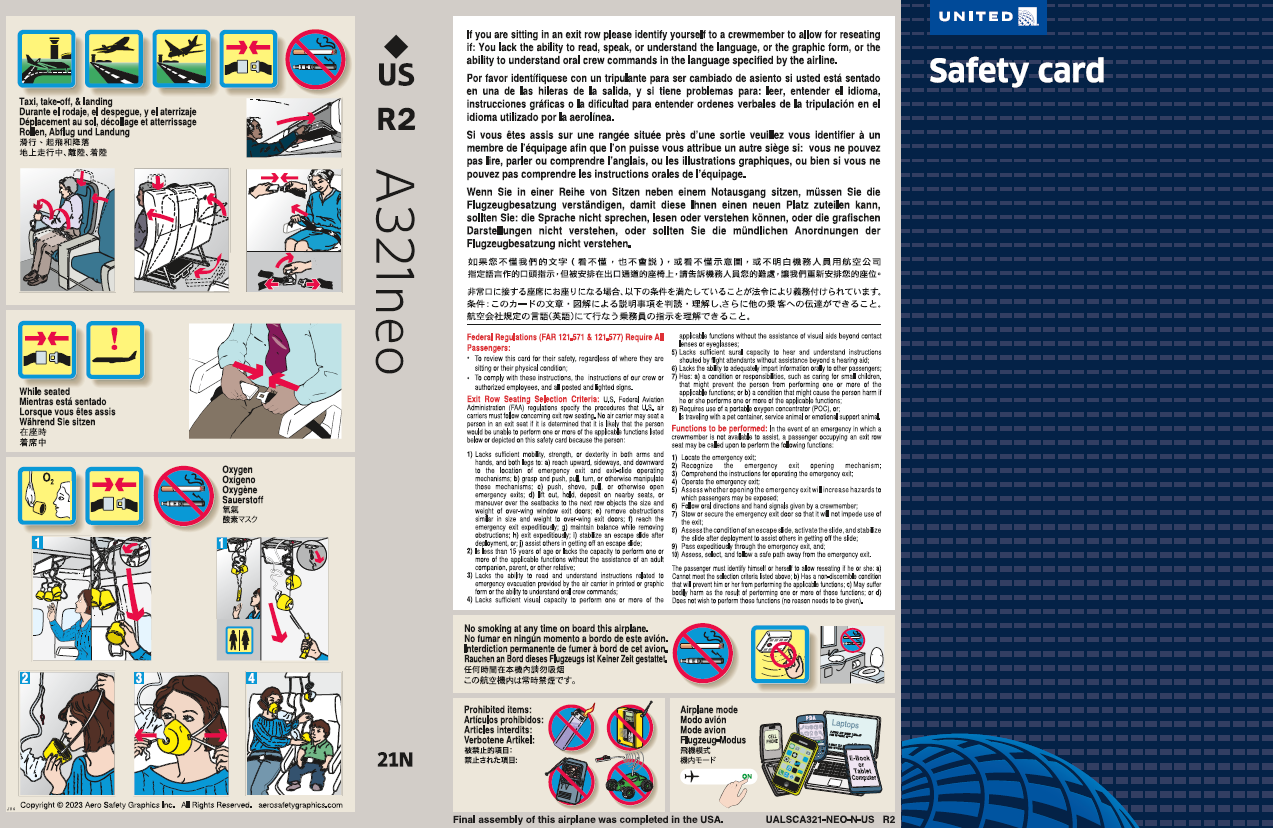 Taxi, take-off, & landing
Durante el rodaje, el despegue, y el aterrizaje
Déplacement au sol, décollage et atterrissage
Rollen, Abflug und Landung
滑行、起飛和降落
地上走行中、離陸、着陸
While seated
Mientras está sentado
Lorsque vous êtes assis
Während Sie sitzen
在座時
着席中
O2
Oxygen
Oxígeno
Oxygène
Sauerstoff
氧氣
酸素マスク
1
1
2
3
4
Copyright © 2023 Aero Safety Graphics Inc. All Rights Reserved. aerosafetygraphics.com
US
R2
A321neo
21N
If you are sitting in an exit row please identify yourself to a crewmember to allow for reseating
if: You lack the ability to read, speak, or understand the language, or the graphic form, or the
ability to understand oral crew commands in the language specified by the airline.
Por favor identifíquese con un tripulante para ser cambiado de asiento si usted está sentado
en una de las hileras de la salida, y si tiene problemas para: leer, entender el idioma,
instrucciones gráficas o la dificultad para entender ordenes verbales de la tripulación en el
idioma utilizado por la aerolínea.
Si vous êtes assis sur une rangée située près d'une sortie veuillez vous identifier à un
membre de l'équipage afin que l'on puisse vous attribue un autre siège si: vous ne pouvez
pas lire, parler ou comprendre l'anglais, ou les illustrations graphiques, ou bien si vous ne
pouvez pas comprendre les instructions orales de l'équipage.
Wenn Sie in einer Reihe von Sitzen neben einem Notausgang sitzen, müssen Sie die
Flugzeugbesatzung verständigen, damit diese Ihnen einen neuen Platz zuteilen kann,
sollten Sie: die Sprache nicht sprechen, lesen oder verstehen können, oder die grafischen
Darstellungen nicht verstehen, oder sollten Sie die mündlichen Anordnungen der
Flugzeugbesatzung nicht verstehen.
如果您不懂我們的文字（看不懂，也不會說），或看不懂示意圖，或不明白機務人員用航空公司
指定語言作的口頭指示，但被安排在出口通道的座椅上，請告訴機務人員您的難處，讓我們重新安排您的座位。
非常口に接する座席にお座りになる場合、以下の条件を満たしていることが法令により義務付けられています。
条件：このカードの文章・図解による説明事項を判読・理解し、さらに他の乗客への伝達ができること。
航空会社規定の言語(英語)にて行なう乗務員の指示を理解できること。
Federal Regulations (FAR 121.571 & 121.577) Require All
Passengers:
• To review this card for their safety, regardless of where they are
sitting or their physical condition;
• To comply with those instructions, the instructions of our crew or
authorized employees, and all posted and lighted signs.
Exit Row Seating Selection Criteria: U.S. Federal Aviation
Administration (FAA) regulations specify the procedures that U.S. air
carriers must follow concerning exit row seating. No air carrier may seat a
person in an exit seat if it is determined that it is likely that the person
would be unable to perform one or more of the applicable functions listed
below or depicted on this safety card because the person:
1) Lacks sufficient mobility, strength, or dexterity in both arms and
hands, and both legs to: a) reach upward, sideways, and downward
to the location of emergency exit and exit-slide operating
mechanisms; b) grasp and push, pull, turn, or otherwise manipulate
those mechanisms; c) push, shove, pull, or otherwise open
emergency exits; d) lift out, hold, deposit on nearby seats, or
maneuver over the seatbacks to the next row objects the size and
weight of over-wing window exit doors; e) remove obstructions
similar in size and weight to over-wing exit doors; f) reach the
emergency exit expeditiously; g) maintain balance while removing
obstructions; h) exit expeditiously; i) stabilize an escape slide after
deployment, or; j) assist others in getting off an escape slide;
2) Is less than 15 years of age or lacks the capacity to perform one or
more of the applicable functions without the assistance of an adult
companion, parent, or other relative;
3) Lacks the ability to read and understand instructions related to
emergency evacuation provided by the air carrier in printed or graphic
form or the ability to understand oral crew commands;
4) Lacks sufficient visual capacity to perform one or more of the
applicable functions without the assistance of visual aids beyond contact
lenses or eyeglasses;
5) Lacks sufficient aural capacity to hear and understand instructions
shouted by flight attendants without assistance beyond a hearing aid;
6) Lacks the ability to adequately impart information orally to other passengers;
7) Has: a) a condition or responsibilities, such as caring for small children,
that might prevent the person from performing one or more of the
applicable functions; or b) a condition that might cause the person harm if
he or she performs one or more of the applicable functions;
8) Requires use of a portable oxygen concentrator (POC), or;
Is traveling with a pet container, service animal or emotional support animal.
Functions to be performed: In the event of an emergency in which a
crewmember is not available to assist, a passenger occupying an exit row
seat may be called upon to perform the following functions:
1) Locate the emergency exit;
2) Recognize the emergency exit opening mechanism;
3) Comprehend the instructions for operating the emergency exit;
4) Operate the emergency exit;
5) Assess whether opening the emergency exit will increase hazards to
which passengers may be exposed;
6) Follow oral directions and hand signals given by a crewmember;
7) Stow or secure the emergency exit door so that it will not impede use of
the exit;
8) Assess the condition of an escape slide, activate the slide, and stabilize
the slide after deployment to assist others in getting off the slide;
9) Pass expeditiously through the emergency exit, and;
10) Assess, select, and follow a safe path away from the emergency exit.
The passenger must identify himself or herself to allow reseating if he or she: a)
Cannot meet the selection criteria listed above; b) Has a non-discernible condition
that will prevent him or her from performing the applicable functions; c) May suffer
bodily harm as the result of performing one or more of those functions; or d)
Does not wish to perform those functions (no reason needs to be given).
No smoking at any time on board this airplane.
No fumar en ningún momento a bordo de este avión.
Interdiction permanente de fumer à bord de cet avion.
Rauchen an Bord dieses Flugzeugs ist Keiner Zeit gestattet.
任何時間在本機內請勿吸烟
この航空機内は常時禁煙です。
Prohibited items:
Artículos prohibidos:
Articles interdits:
Verbotene Artikel:
被禁止的項目:
禁止された項目:
Airplane mode
Modo avión
Mode avion
Flugzeug-Modus
飛機模式
機内モード
ON
CELL
PHONE
PDA
Laptops
E-Book
or
Tablet
Computer
Final assembly of this airplane was completed in the USA.
UALSCA321-NEO-N-US R2
UNITED
Safety card